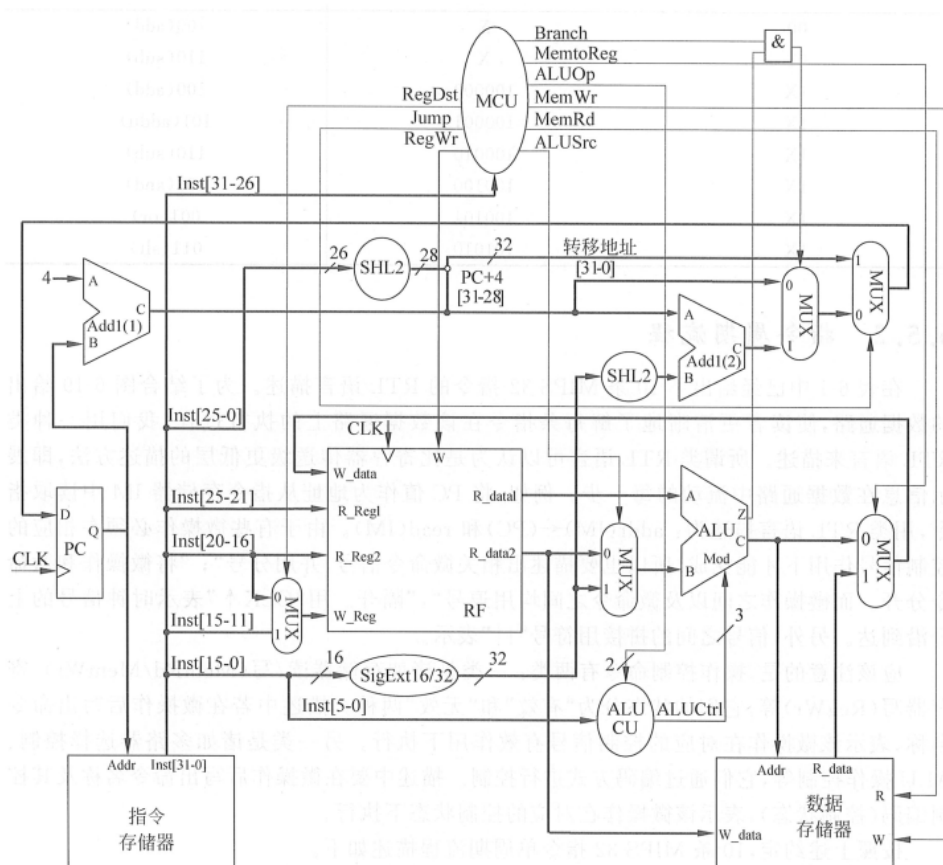 Branch
MemtoReg
ALUOp
MemWr
MemRd
ALUSrc
&
MCU
RegDst
Jump
RegWr
Inst[31-26]
26
SHL2
28
32
转移地址
[31-0]
PC+4
[31-28]
4
A
B
C
Add1(1)
0
1
MUX
1
0
MUX
A
B
C
Add1(2)
SHL2
Inst[25-0]
CLK
W
W_data
Inst[25-21]
R_Reg1
R_data1
Inst[20-16]
R_Reg2
R_data2
W_Reg
RF
0
1
MUX
Inst[15-11]
D
Q
PC
CLK
0
1
MUX
A
B
ALU
Z
C
Mod
3
0
1
MUX
Inst[15-0]
16
SigExt16/32
32
Inst[5-0]
2
ALU
CU
ALUCtrl
Addr
Inst[31-0]
指令
存储器
Addr
R_data
数据
存储器
W_data
R
W